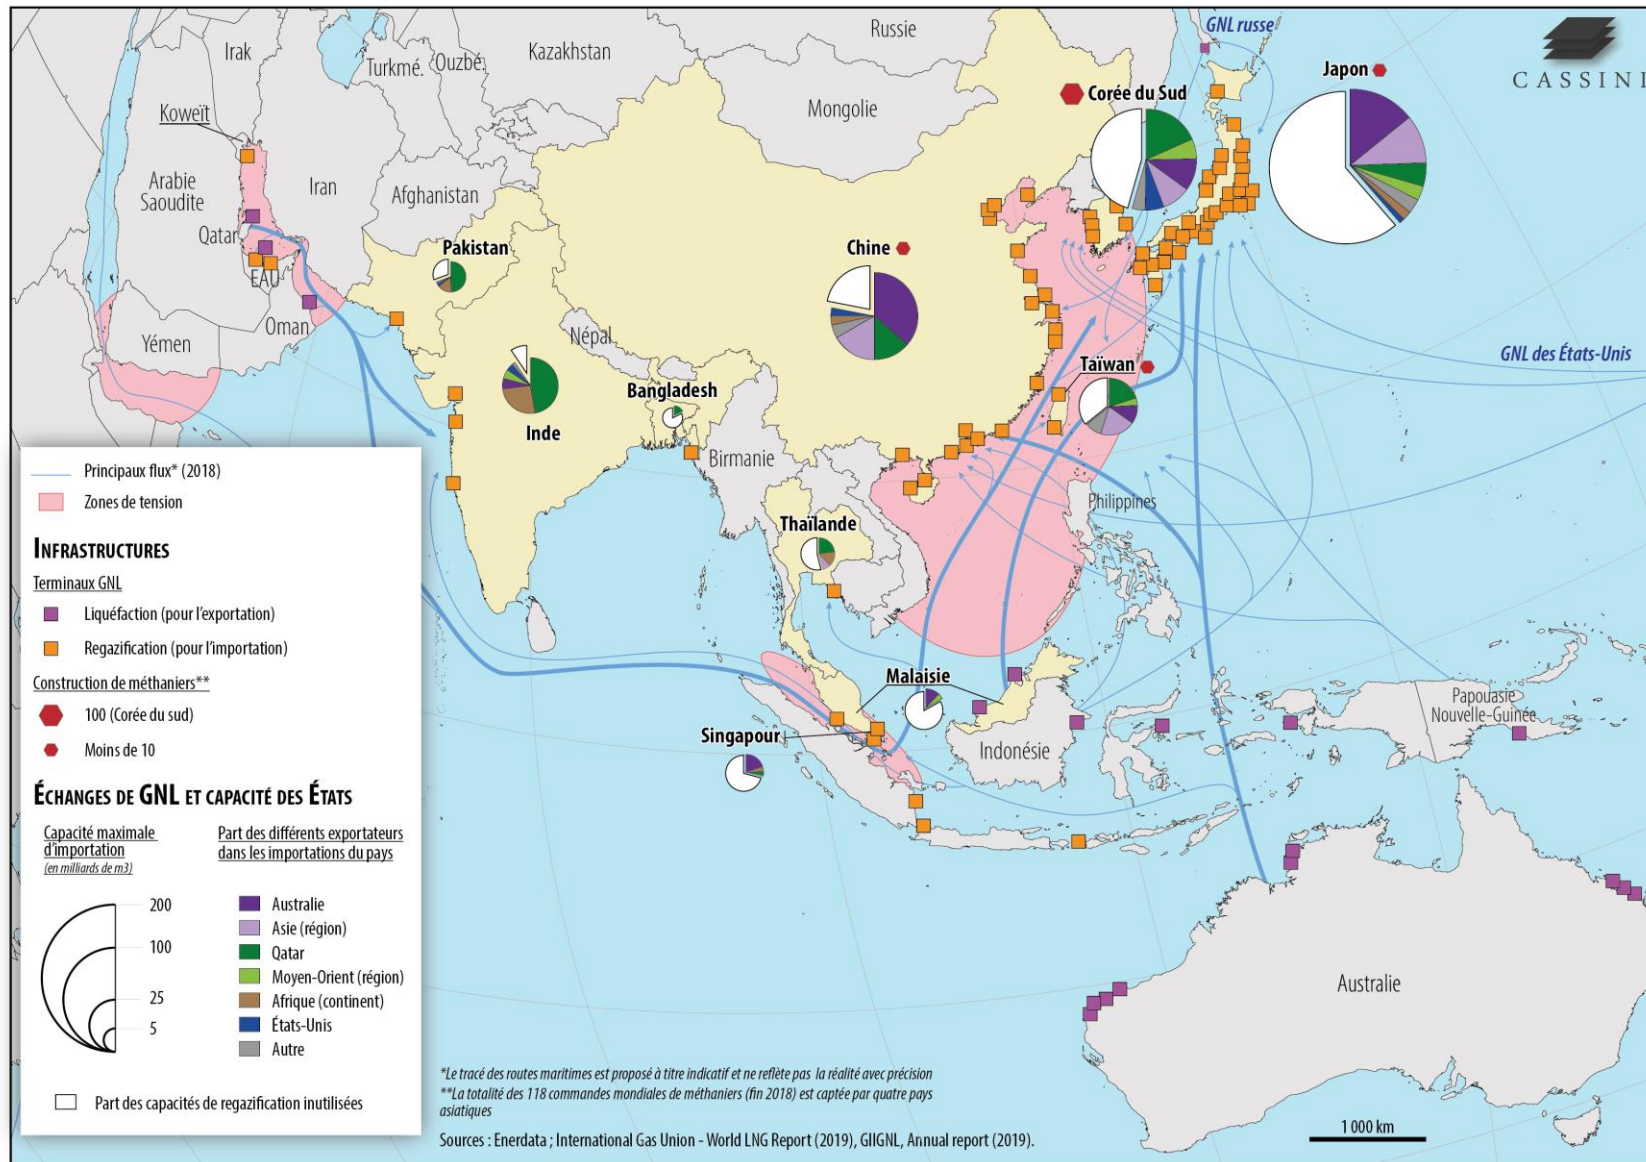 GNL russe
CASSINI
Russie
Kazakhstan
Irak
Turkmé.
Ouzbé.
Mongolie
Japon
Corée du Sud
Koweït
Iran
Afghanistan
Arabie
Saoudite
Qatar
EAU
Oman
Yémen
Pakistan
Chine
Népal
Bangladesh
Inde
Birmanie
Taïwan
GNL des États-Unis
Philippines
Thaïlande
Malaisie
Singapour
Indonésie
Papouasie
Nouvelle-Guinée
Australie
Principaux flux* (2018)
Zones de tension
INFRASTRUCTURES
Terminaux GNL
Liquéfaction (pour l'exportation)
Regazification (pour l'importation)
Construction de méthaniers**
100 (Corée du sud)
Moins de 10
ÉCHANGES DE GNL ET CAPACITÉ DES ÉTATS
Capacité maximale
d'importation
(en milliards de m3)
200
100
25
5
Part des différents exportateurs
dans les importations du pays
Australie
Asie (région)
Qatar
Moyen-Orient (région)
Afrique (continent)
États-Unis
Autre
Part des capacités de regazification inutilisées
*Le tracé des routes maritimes est proposé à titre indicatif et ne reflète pas la réalité avec précision
**La totalité des 118 commandes mondiales de méthaniers (fin 2018) est captée par quatre pays
asiatiques
Sources : Enerdata ; International Gas Union - World LNG Report (2019), GIIGNL, Annual report (2019).
1 000 km